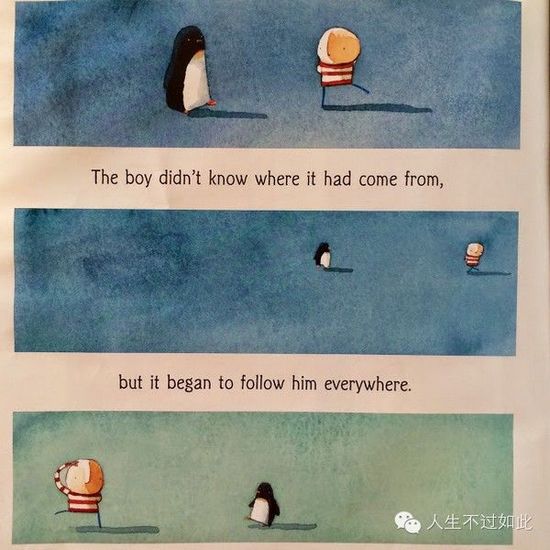 The boy didn't know where it had come from,
but it began to follow him everywhere.
人生不过如此